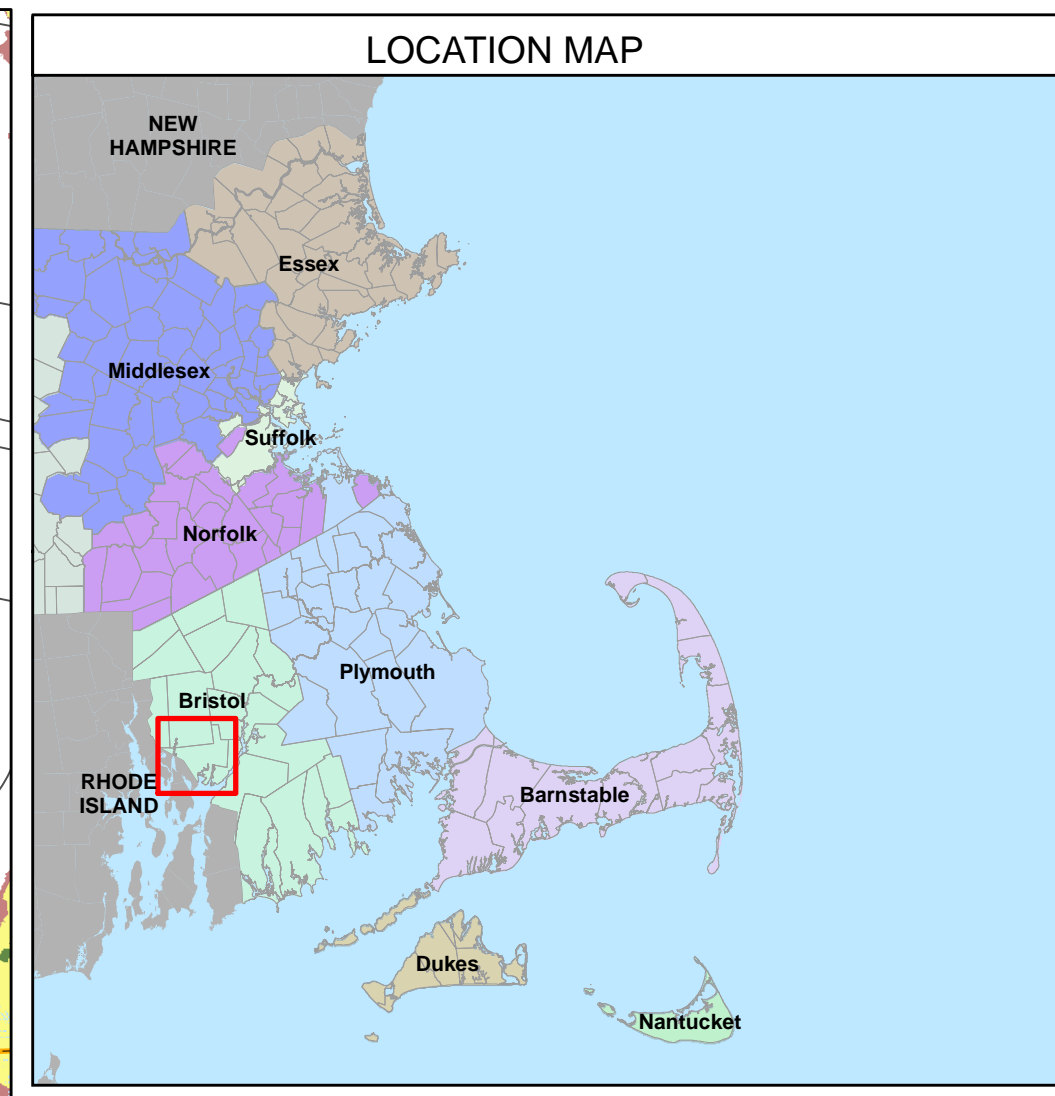 LOCATION MAP
NEW
HAMPSHIRE
Essex
Middlesex
Suffolk
Norfolk
Plymouth
Bristol
RHODE
ISLAND
Barnstable
Dukes
Nantucket